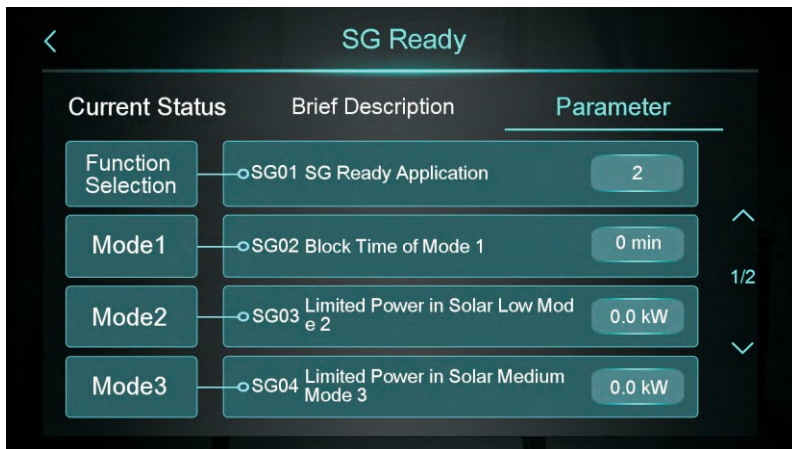 SG Ready
Current Status Brief Description Parameter
Function
Selection
SG01 SG Ready Application
2
Mode1
SG02 Block Time of Mode 1
0 min
1/2
Mode2
SG03 Limited Power in Solar Low Mod
e 2
0.0 kW
Mode3
SG04 Limited Power in Solar Medium
Mode 3
0.0 kW